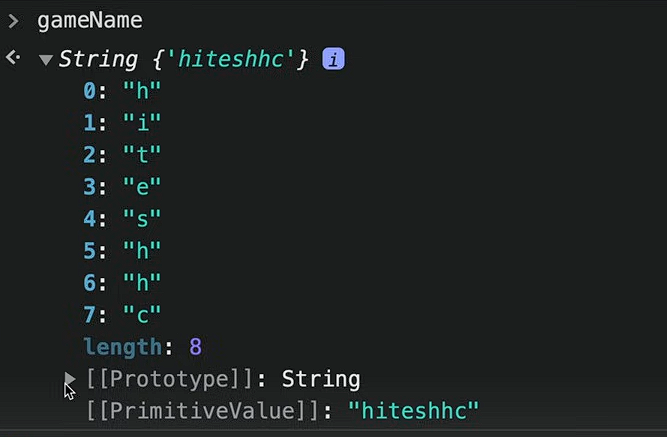 > gameName
<· ▼ String {'hiteshhc'} i
0: "h"
1: "i"
2: "t"
3: "e"
4: "s"
5: "h"
6: "h"
7: "c"
length: 8
▶ [[Prototype]]: String
[[PrimitiveValue]]: "hiteshhc"